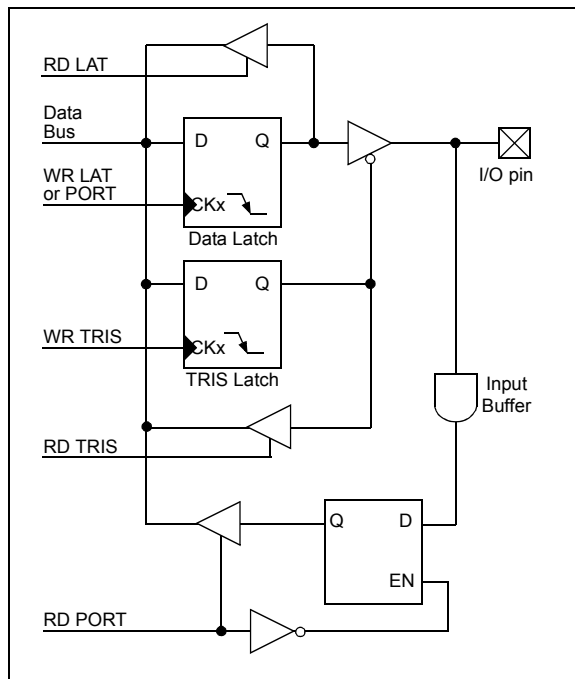 RD LAT
Data
Bus
D
Q
WR LAT
or PORT
CKx
Data Latch
I/O pin
D
Q
WR TRIS
CKx
TRIS Latch
Input
Buffer
RD TRIS
Q
D
EN
RD PORT